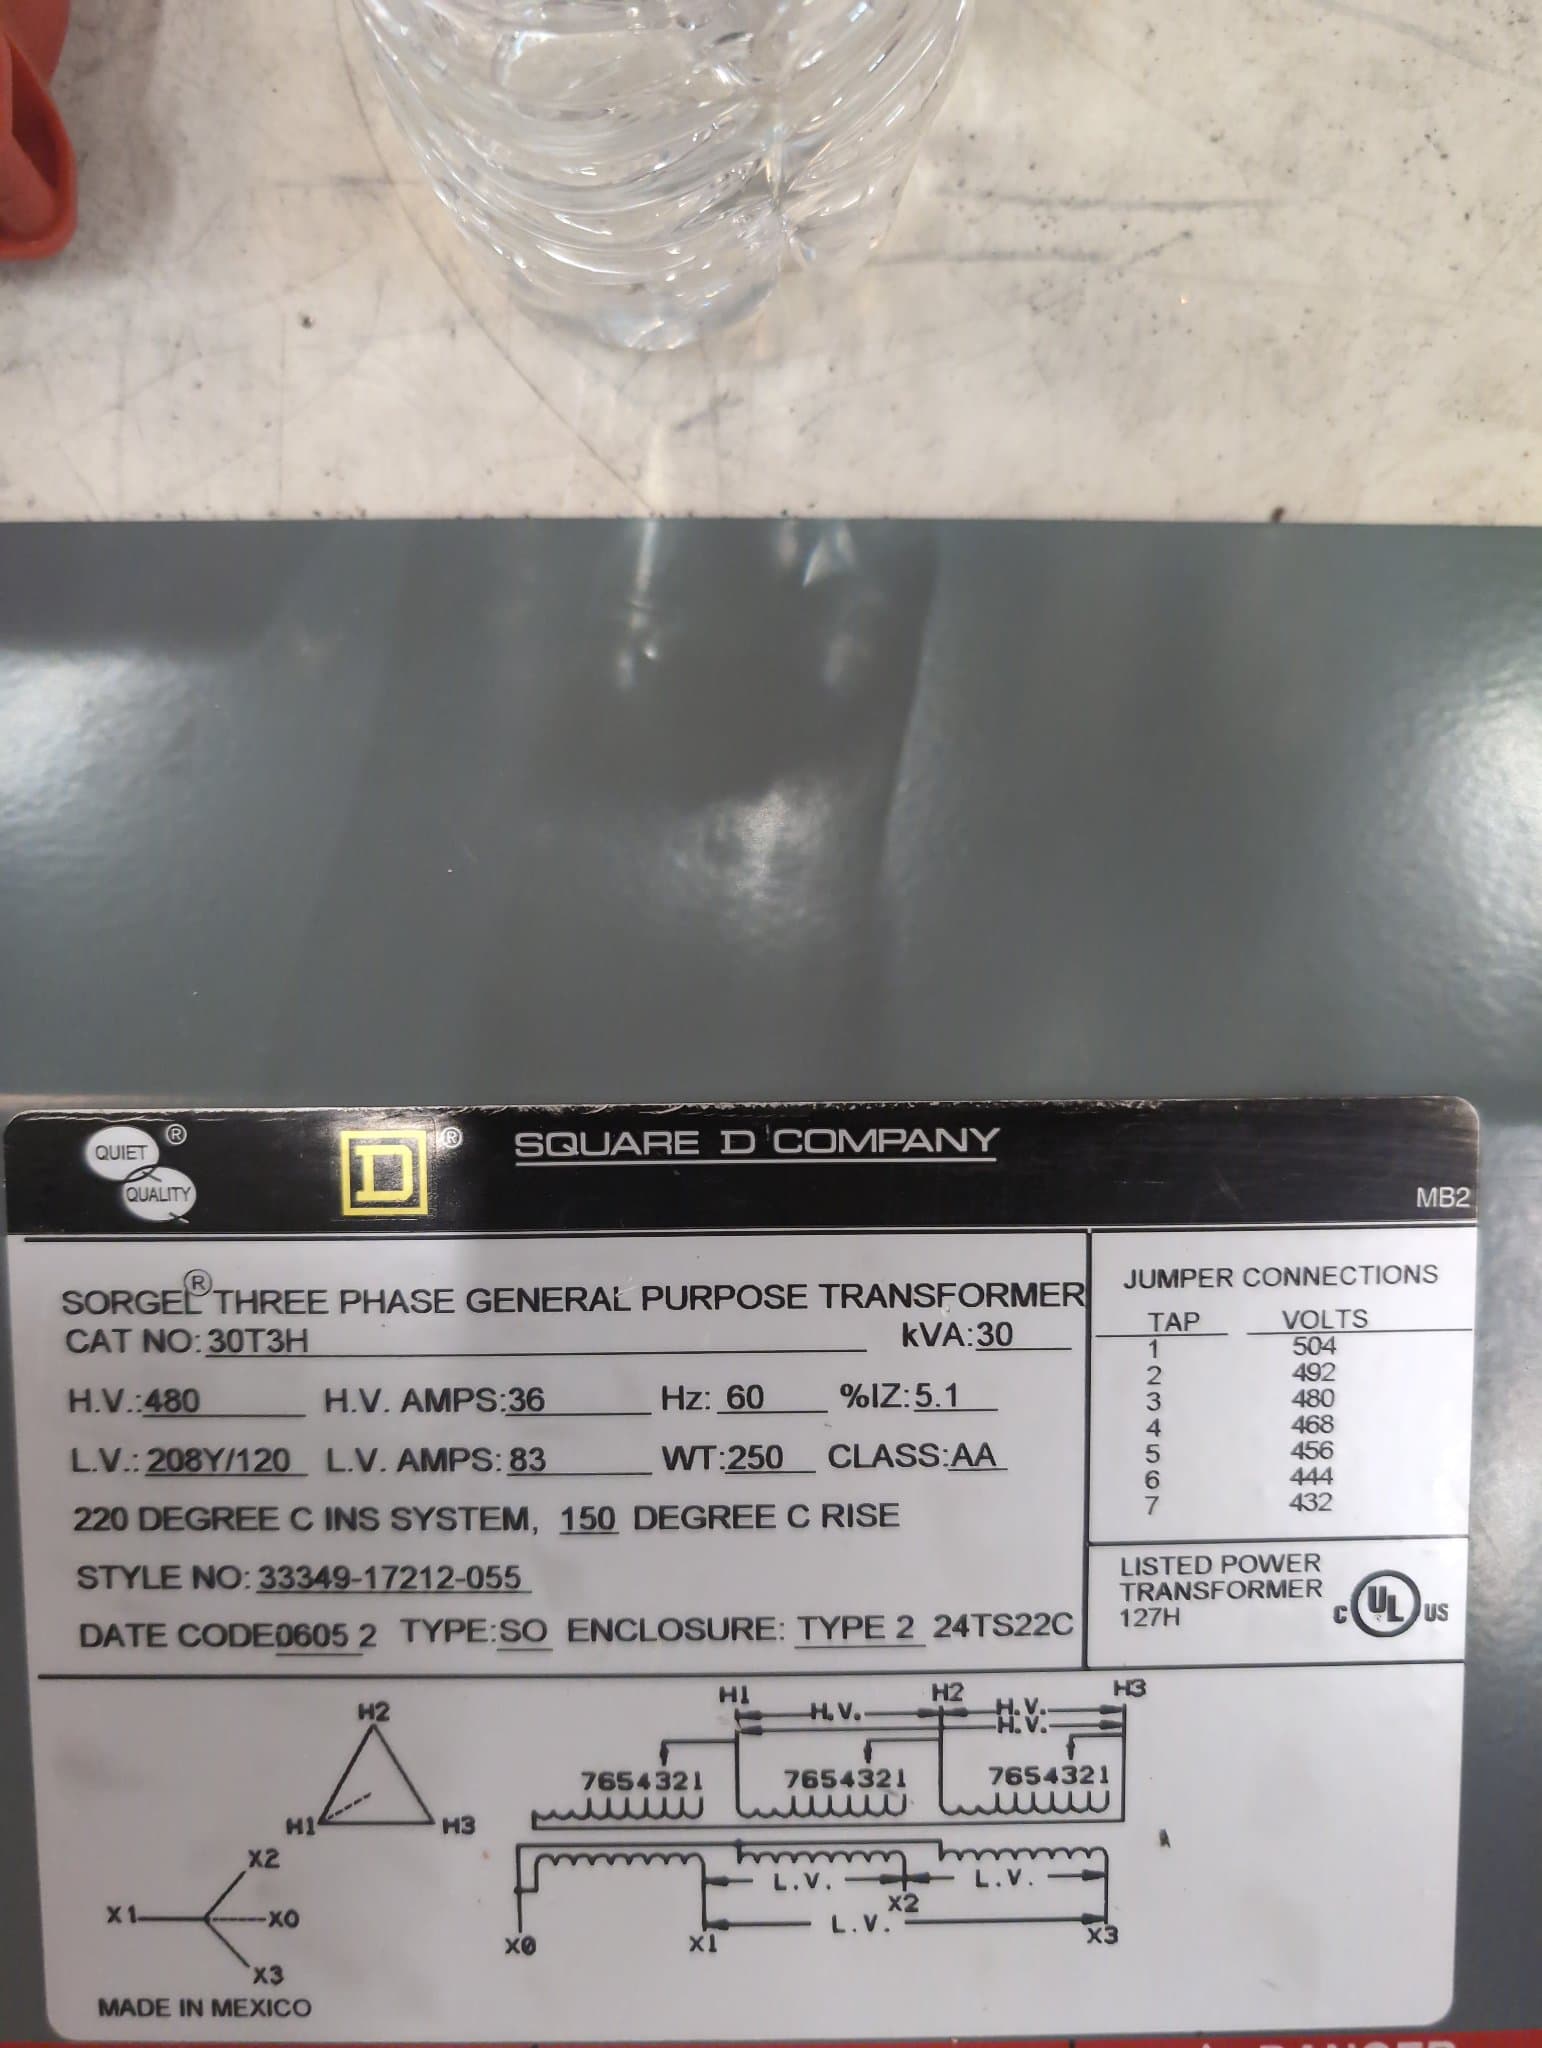 QUIET ®
QUALITY
D ®
SQUARE D COMPANY
MB2
SORGEL® THREE PHASE GENERAL PURPOSE TRANSFORMER
CAT NO: 30T3H kVA: 30
H.V.: 480 H.V. AMPS: 36 Hz: 60 %IZ: 5.1
L.V.: 208Y/120 L.V. AMPS: 83 WT: 250 CLASS: AA
220 DEGREE C INS SYSTEM, 150 DEGREE C RISE
STYLE NO: 33349-17212-055
DATE CODE 0605 2 TYPE: SO ENCLOSURE: TYPE 2 24TS22C
JUMPER CONNECTIONS
TAP VOLTS
1 504
2 492
3 480
4 468
5 456
6 444
7 432
LISTED POWER
TRANSFORMER
127H
C UL US
H2
H1 H3
X2
X1 X0
X3
H1 H2 H3
H.V. H.V.
H.V.
7654321 7654321 7654321
L.V. L.V.
X2
L.V.
X0 X1 X3
MADE IN MEXICO
DANGER